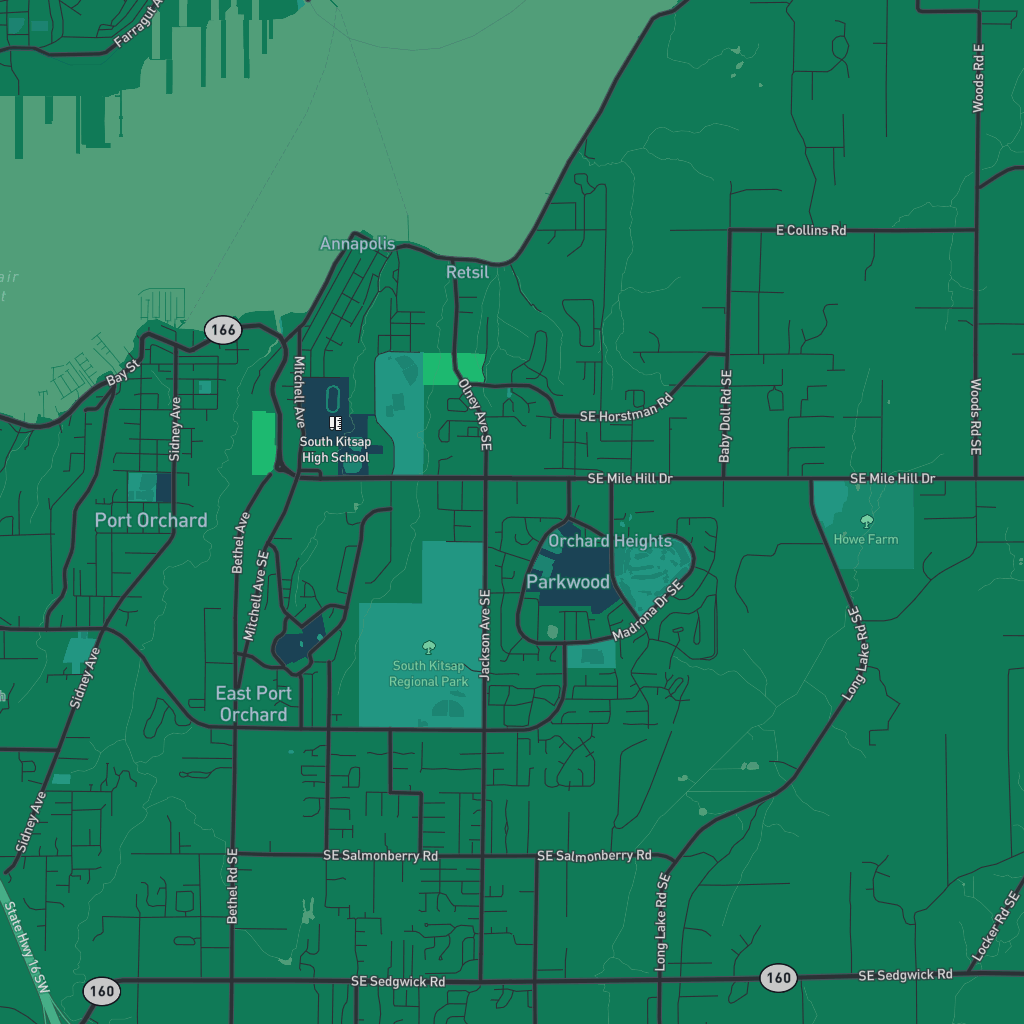 Farragut A
Woods Rd E
E Collins Rd
Annapolis
Retsil
air
t
166
Bay St
Mitchell Ave
Sidney Ave
Olney Ave SE
SE Horstman Rd
Baby Doll Rd SE
Woods Rd SE
South Kitsap
High School
SE Mile Hill Dr
SE Mile Hill Dr
Port Orchard
Bethel Ave
Mitchell Ave SE
Orchard Heights
Parkwood
Howe Farm
Madrona Dr SE
Jackson Ave SE
Long Lake Rd SE
Sidney Ave
South Kitsap
Regional Park
East Port
Orchard
Sidney Ave
Bethel Rd SE
SE Salmonberry Rd
SE Salmonberry Rd
Long Lake Rd SE
Locker Rd SE
State Hwy 16 SW
160
SE Sedgwick Rd
160
SE Sedgwick Rd